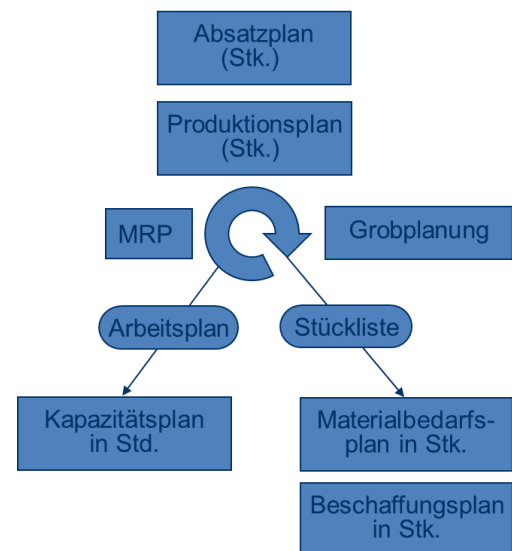 Absatzplan
(Stk.)
Produktionsplan
(Stk.)
MRP
Grobplanung
Arbeitsplan
Stückliste
Kapazitätsplan
in Std.
Materialbedarfs-
plan in Stk.
Beschaffungsplan
in Stk.